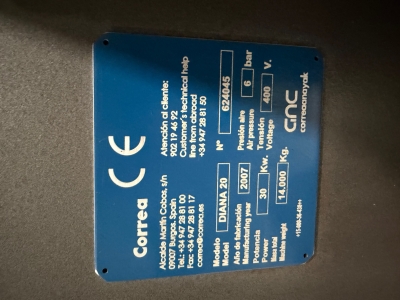 Correa
CE
Alcalde Martin Cobos, s/n
09007 Burgos, Spain
Tel.:+34 947 28 81 00
Fax:+34 947 28 81 17
correa@correa.es
Atención al cliente:
902 19 46 92
Customer's technical help
line from abroad
+34 947 28 81 50
Modelo
Model
DIANA 20
Nº
624045
Año de fabricación
Manufacturing year
2007
Presión aire
Air pressure
6
bar
Potencia
Power
30
Kw.
Tensión
Voltage
400
V.
Peso maquina
Machine weight
14.000
Kg.
GNC
correaanayak